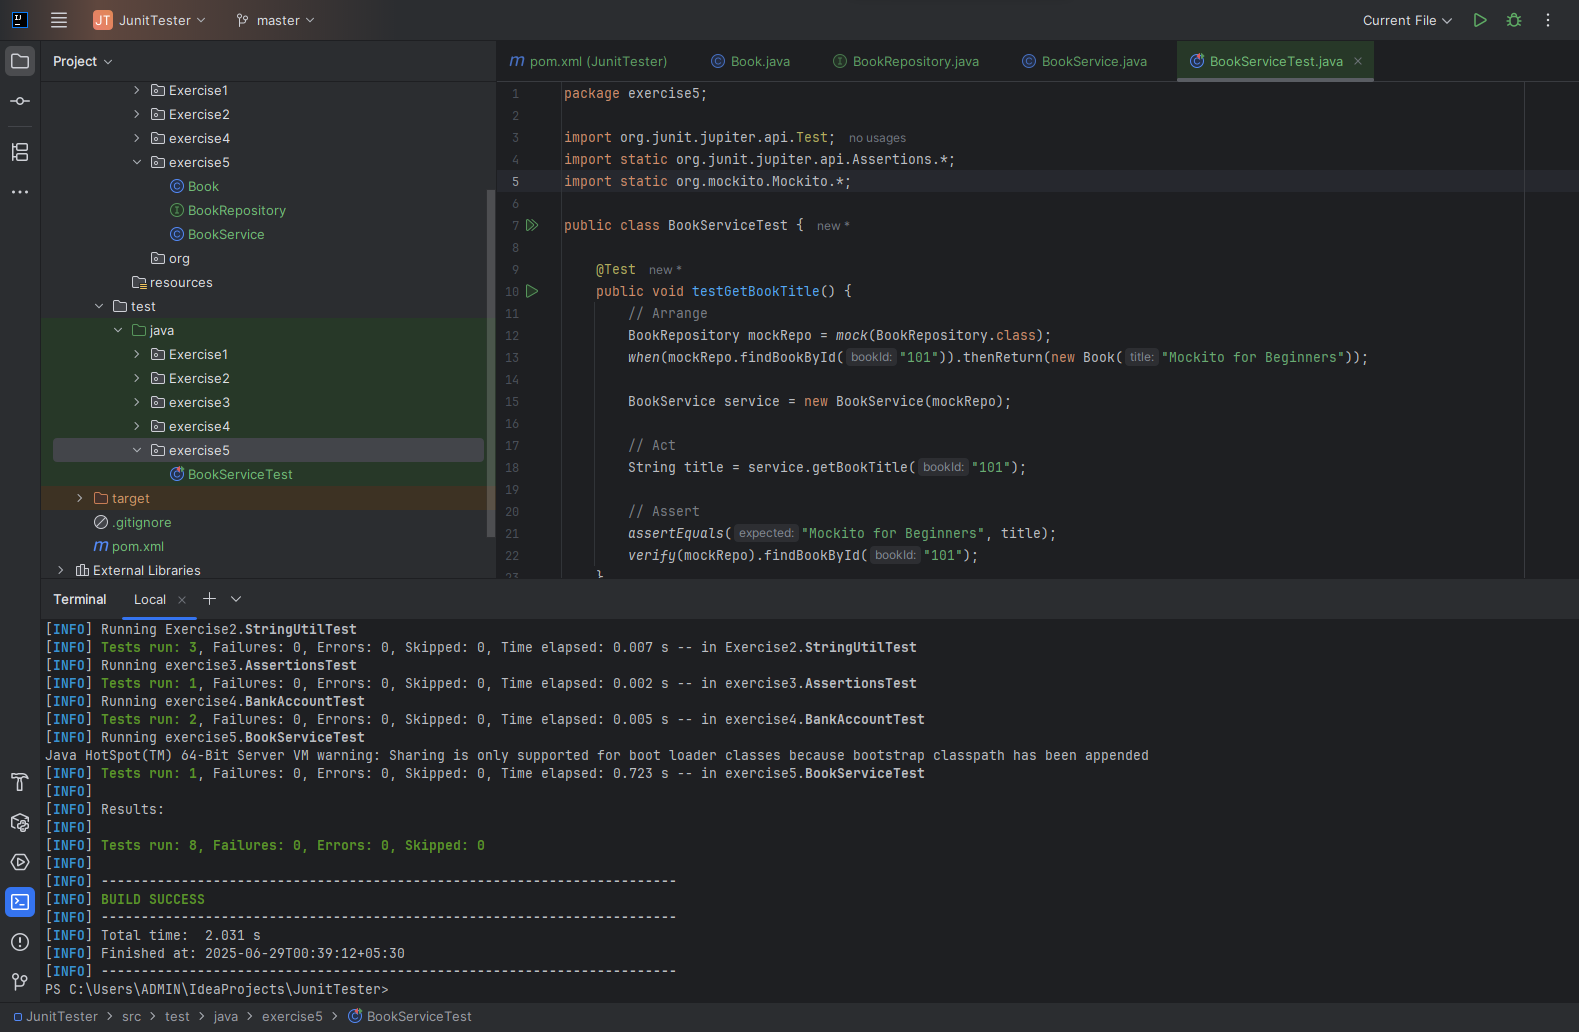 JT JunitTester master Current File
Project
Exercise1
Exercise2
exercise4
exercise5
Book
BookRepository
BookService
org
resources
test
java
Exercise1
Exercise2
exercise3
exercise4
exercise5
BookServiceTest
target
.gitignore
m pom.xml
External Libraries
m pom.xml (JunitTester) Book.java BookRepository.java BookService.java BookServiceTest.java
1 package exercise5;
2
3 import org.junit.jupiter.api.Test; no usages
4 import static org.junit.jupiter.api.Assertions.*;
5 import static org.mockito.Mockito.*;
6
7 public class BookServiceTest { new *
8
9 @Test new *
10 public void testGetBookTitle() {
11 // Arrange
12 BookRepository mockRepo = mock(BookRepository.class);
13 when(mockRepo.findBookById( bookId: "101")).thenReturn(new Book( title: "Mockito for Beginners"));
14
15 BookService service = new BookService(mockRepo);
16
17 // Act
18 String title = service.getBookTitle( bookId: "101");
19
20 // Assert
21 assertEquals( expected: "Mockito for Beginners", title);
22 verify(mockRepo).findBookById( bookId: "101");
23 }
Terminal Local
[INFO] Running Exercise2.StringUtilTest
[INFO] Tests run: 3, Failures: 0, Errors: 0, Skipped: 0, Time elapsed: 0.007 s -- in Exercise2.StringUtilTest
[INFO] Running exercise3.AssertionsTest
[INFO] Tests run: 1, Failures: 0, Errors: 0, Skipped: 0, Time elapsed: 0.002 s -- in exercise3.AssertionsTest
[INFO] Running exercise4.BankAccountTest
[INFO] Tests run: 2, Failures: 0, Errors: 0, Skipped: 0, Time elapsed: 0.005 s -- in exercise4.BankAccountTest
[INFO] Running exercise5.BookServiceTest
Java HotSpot(TM) 64-Bit Server VM warning: Sharing is only supported for boot loader classes because bootstrap classpath has been appended
[INFO] Tests run: 1, Failures: 0, Errors: 0, Skipped: 0, Time elapsed: 0.723 s -- in exercise5.BookServiceTest
[INFO]
[INFO] Results:
[INFO]
[INFO] Tests run: 8, Failures: 0, Errors: 0, Skipped: 0
[INFO]
[INFO] ------------------------------------------------------------------------
[INFO] BUILD SUCCESS
[INFO] ------------------------------------------------------------------------
[INFO] Total time:  2.031 s
[INFO] Finished at: 2025-06-29T00:39:12+05:30
[INFO] ------------------------------------------------------------------------
PS C:\Users\ADMIN\IdeaProjects\JunitTester>
JunitTester > src > test > java > exercise5 > BookServiceTest